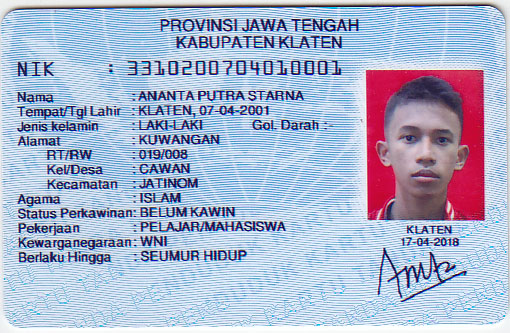 PROVINSI JAWA TENGAH
KABUPATEN KLATEN
NIK : 3310200704010001
Nama : ANANTA PUTRA STARNA
Tempat/Tgl Lahir : KLATEN, 07-04-2001
Jenis kelamin : LAKI-LAKI Gol. Darah : -
Alamat : KUWANGAN
RT/RW : 019/008
Kel/Desa : CAWAN
Kecamatan : JATINOM
Agama : ISLAM
Status Perkawinan: BELUM KAWIN
Pekerjaan : PELAJAR/MAHASISWA
Kewarganegaraan: WNI
Berlaku Hingga : SEUMUR HIDUP
KLATEN
17-04-2018